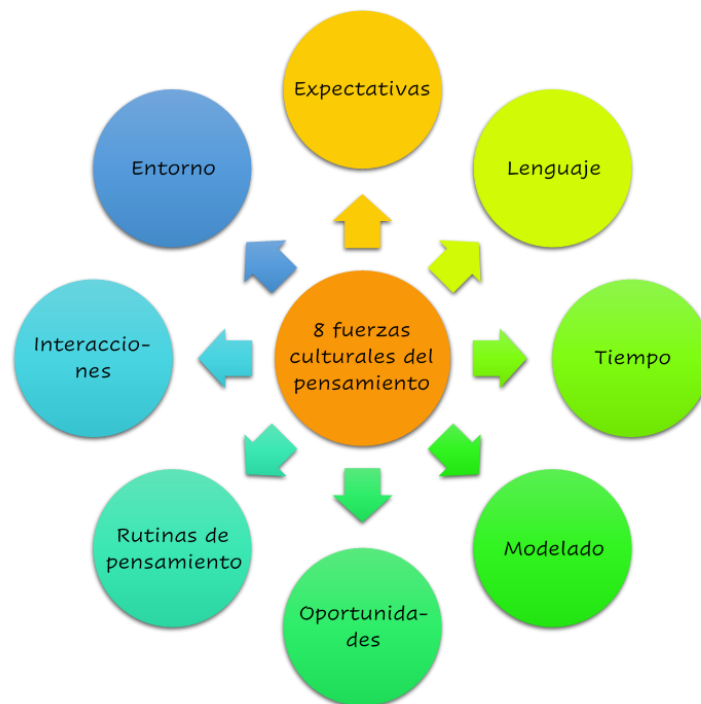 Expectativas
Lenguaje
Tiempo
Modelado
Oportunida-
des
Rutinas de
pensamiento
Interaccio-
nes
Entorno
8 fuerzas
culturales del
pensamiento